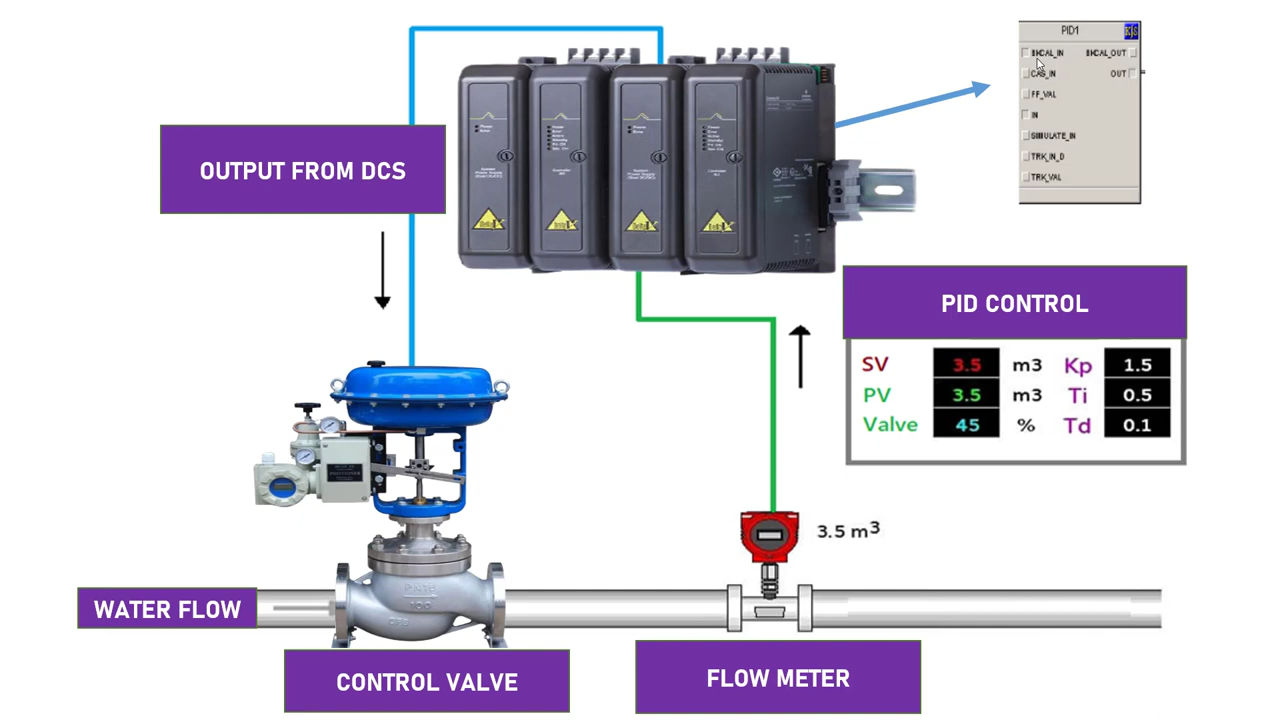 PID1
BKCAL_IN
BKCAL_OUT
CAS_IN
OUT
FF_VAL
IN
SIMULATE_IN
TRK_IN_D
TRK_VAL
OUTPUT FROM DCS
PID CONTROL
SV 3.5 m3 Kp 1.5
PV 3.5 m3 Ti 0.5
Valve 45 % Td 0.1
3.5 m3
WATER FLOW
PINTH
100
CONTROL VALVE
FLOW METER